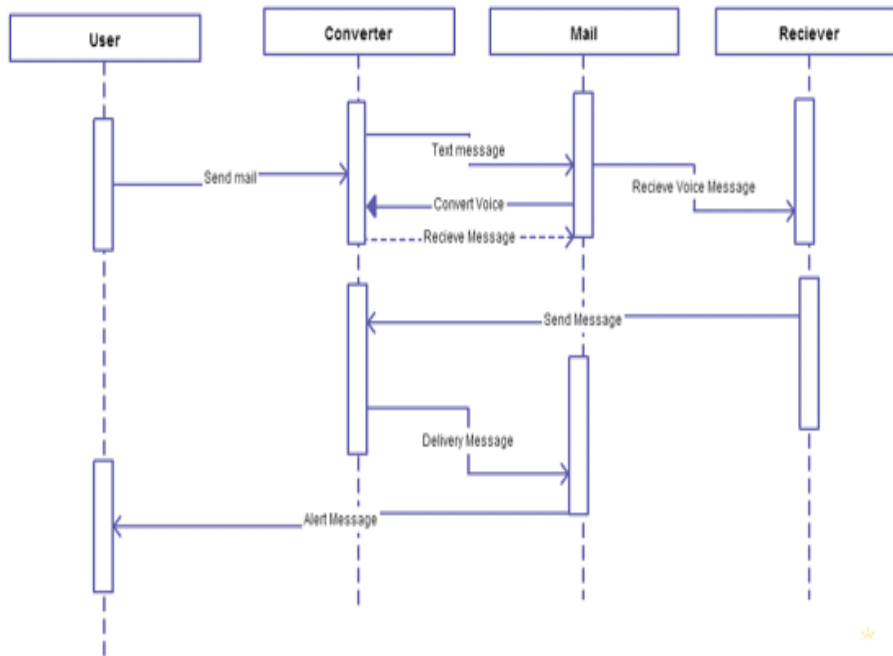 User
Converter
Mail
Reciever
Text message
Send mail
Recieve Voice Message
Convert Voice
Recieve Message
Send Message
Delivery Message
Alert Message